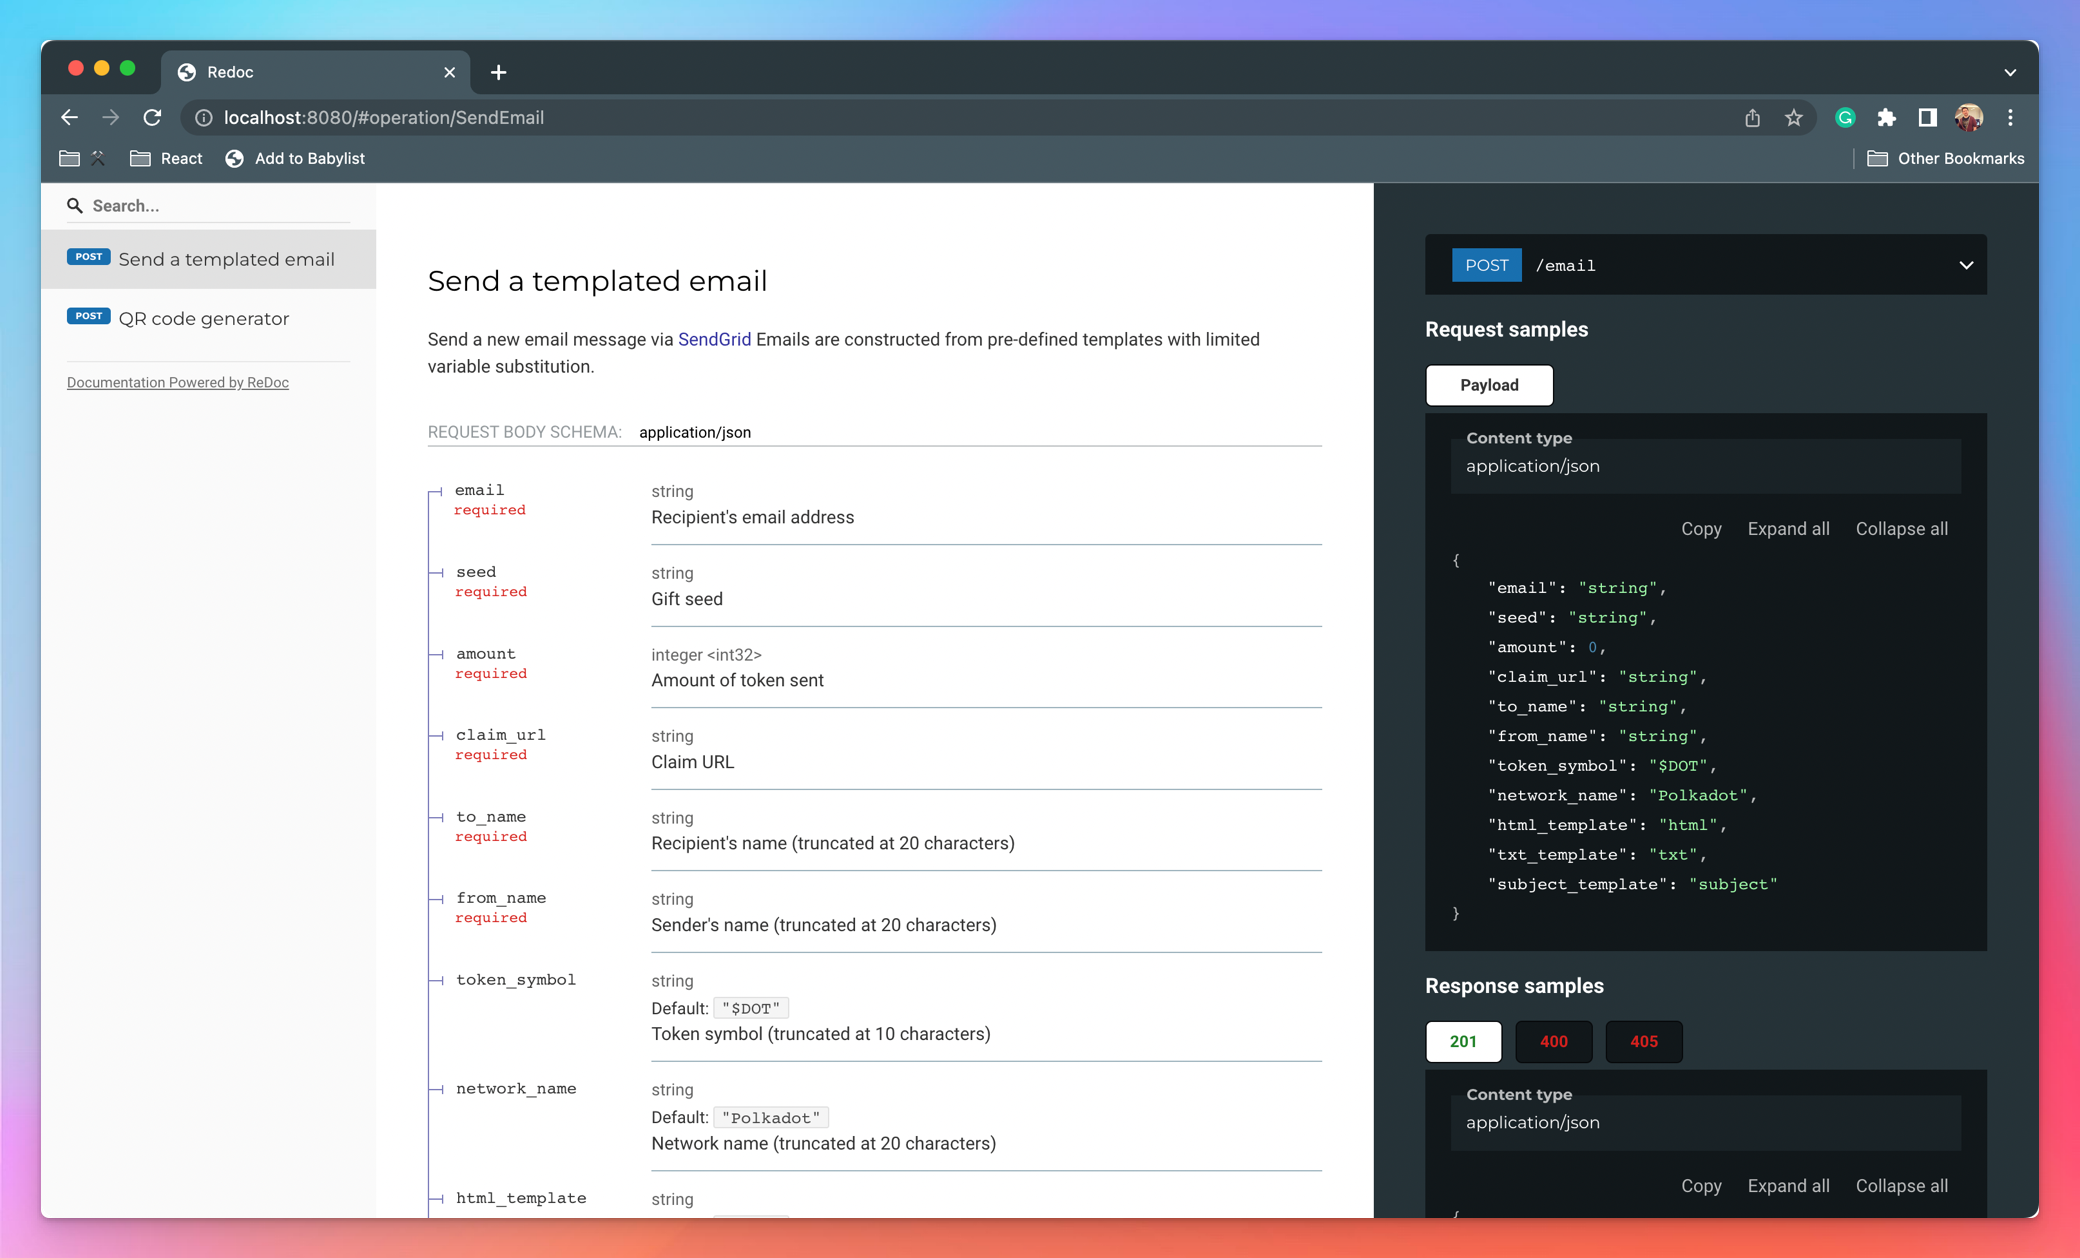 Redoc
localhost:8080/#operation/SendEmail
React
Add to Babylist
Other Bookmarks
Search...
POST Send a templated email
POST QR code generator
Documentation Powered by ReDoc
Send a templated email
Send a new email message via SendGrid Emails are constructed from pre-defined templates with limited
variable substitution.
REQUEST BODY SCHEMA: application/json
email string
required
Recipient's email address
seed string
required
Gift seed
amount integer <int32>
required
Amount of token sent
claim_url string
required
Claim URL
to_name string
required
Recipient's name (truncated at 20 characters)
from_name string
required
Sender's name (truncated at 20 characters)
token_symbol string
Default: "$DOT"
Token symbol (truncated at 10 characters)
network_name string
Default: "Polkadot"
Network name (truncated at 20 characters)
html_template string
POST /email
Request samples
Payload
Content type
application/json
Copy Expand all Collapse all
{
"email": "string",
"seed": "string",
"amount": 0,
"claim_url": "string",
"to_name": "string",
"from_name": "string",
"token_symbol": "$DOT",
"network_name": "Polkadot",
"html_template": "html",
"txt_template": "txt",
"subject_template": "subject"
}
Response samples
201 400 405
Content type
application/json
Copy Expand all Collapse all
{